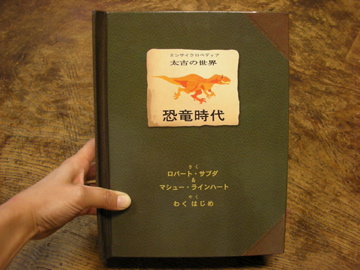 エンサイクロペディア
太古の世界
恐竜時代
さく
ロバート・サブダ
&
マシュー・ラインハート
やく
わく はじめ